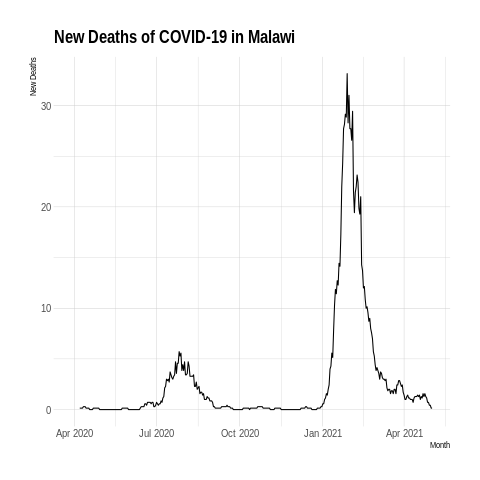 New Deaths of COVID-19 in Malawi
New Deaths
30
20
10
0
Apr 2020 Jul 2020 Oct 2020 Jan 2021 Apr 2021
Month